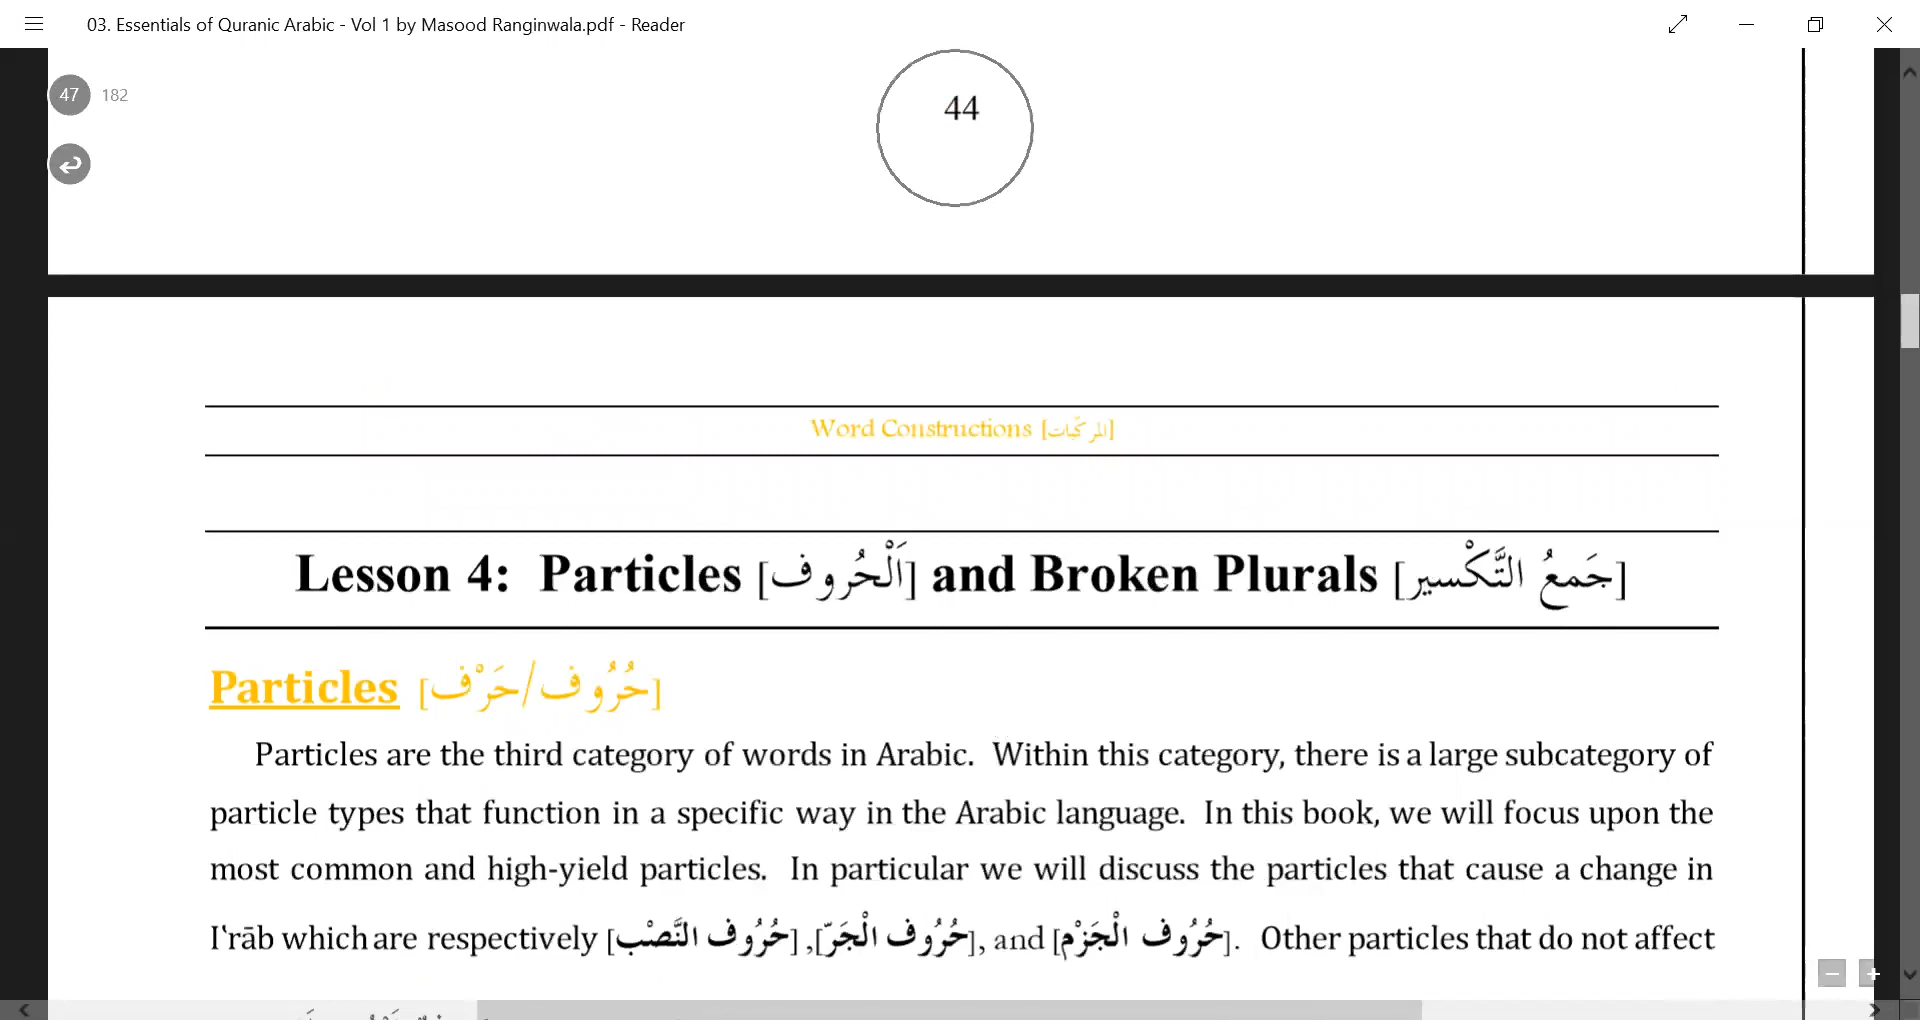 03. Essentials of Quranic Arabic - Vol 1 by Masood Ranginwala.pdf - Reader
47 182
44
Word Constructions [المركّبات]
Lesson 4: Particles [اَلْحُروف] and Broken Plurals [جَمعُ التَّكْسير]
Particles [حُرُوف/حَرْف]
Particles are the third category of words in Arabic. Within this category, there is a large subcategory of
particle types that function in a specific way in the Arabic language. In this book, we will focus upon the
most common and high-yield particles. In particular we will discuss the particles that cause a change in
I‛rāb which are respectively [حُرُوف النَّصْب], [حُرُوف الْجَرّ], and [حُرُوف الْجَزْم]. Other particles that do not affect